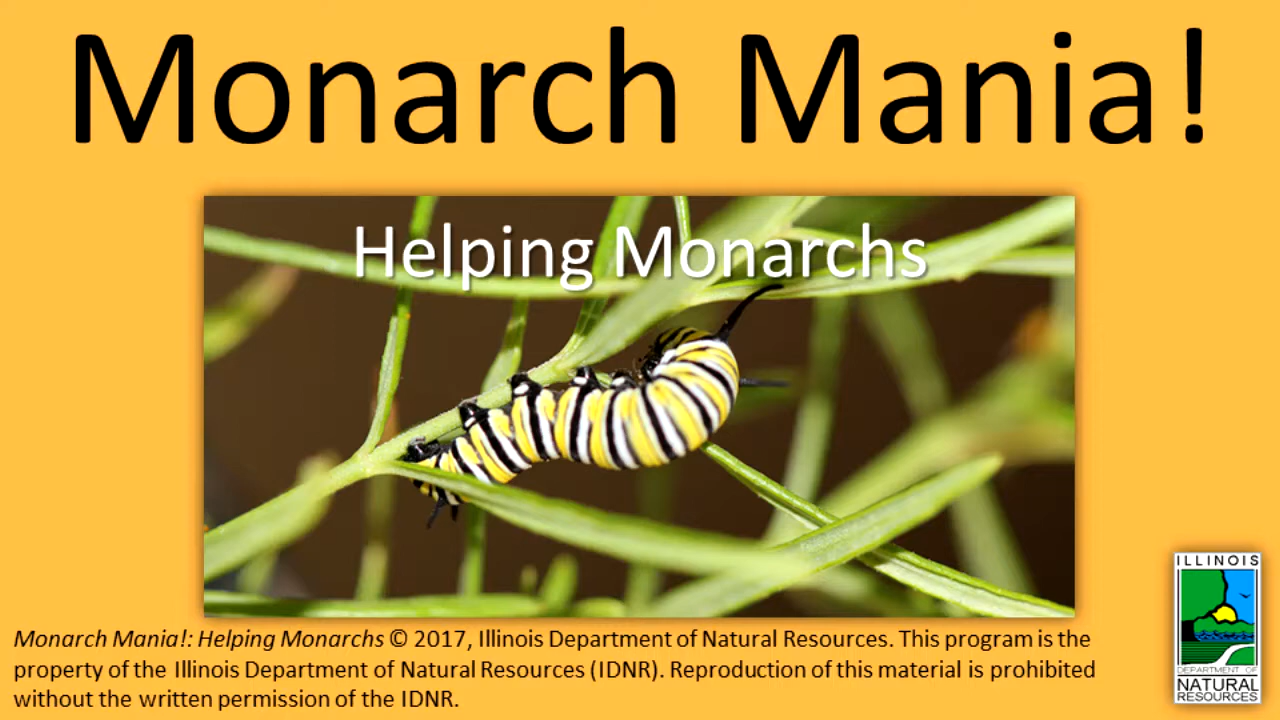 Monarch Mania!
Helping Monarchs
Monarch Mania!: Helping Monarchs © 2017, Illinois Department of Natural Resources. This program is the
property of the Illinois Department of Natural Resources (IDNR). Reproduction of this material is prohibited
without the written permission of the IDNR.
ILLINOIS
DEPARTMENT OF
NATURAL
RESOURCES